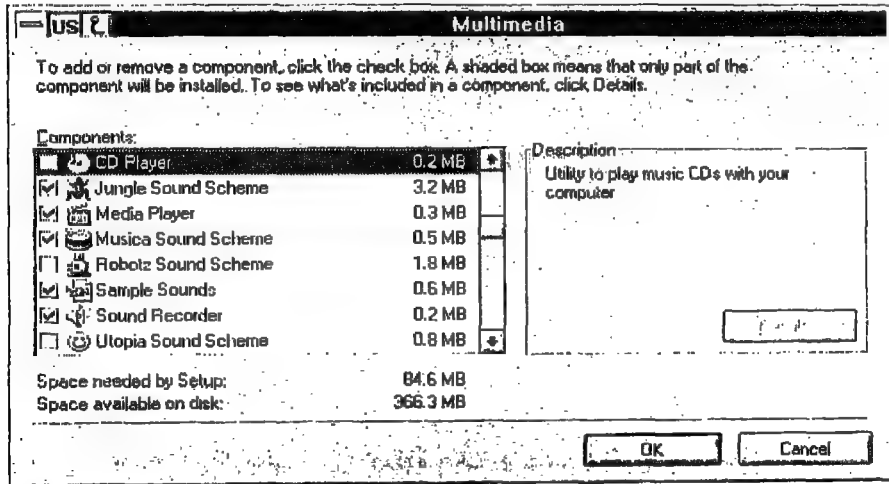 US Multimedia
To add or remove a component, click the check box. A shaded box means that only part of the
component will be installed. To see what's included in a component, click Details.
Components:
CD Player 0.2 MB
Jungle Sound Scheme 3.2 MB
Media Player 0.3 MB
Musica Sound Scheme 0.5 MB
Robotz Sound Scheme 1.8 MB
Sample Sounds 0.6 MB
Sound Recorder 0.2 MB
Utopia Sound Scheme 0.8 MB
Description
Utility to play music CDs with your
computer
Space needed by Setup: 84.6 MB
Space available on disk: 366.3 MB
OK Cancel